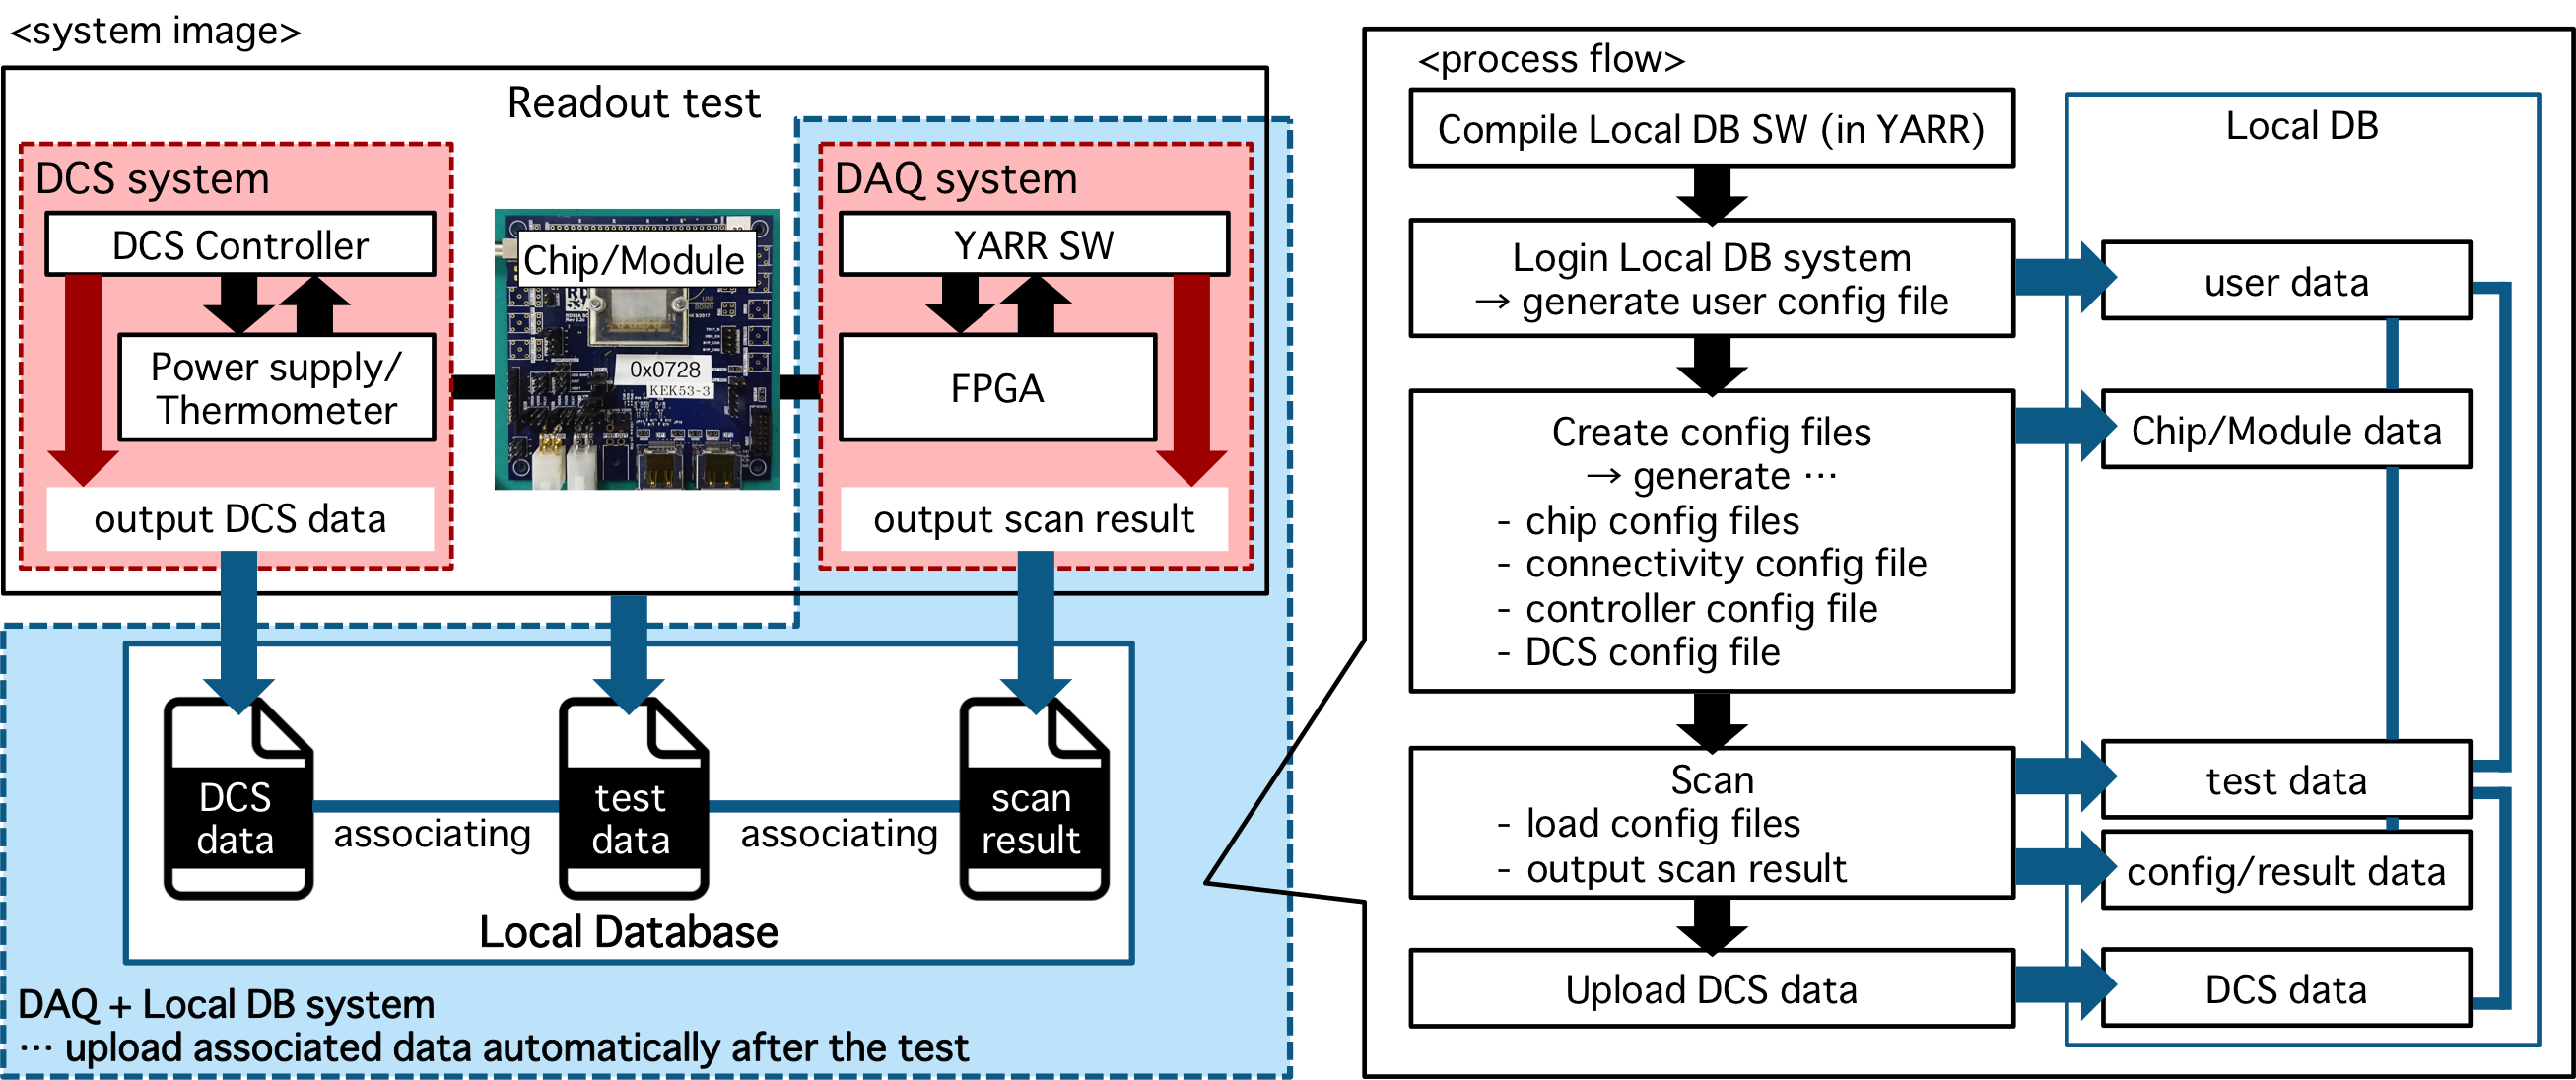 <system image>
Readout test
DCS system
DCS Controller
Power supply/
Thermometer
output DCS data
Chip/Module
0x0728
KEK53-3
DAQ system
YARR SW
FPGA
output scan result
DCS
data
associating
test
data
associating
scan
result
Local Database
DAQ + Local DB system
… upload associated data automatically after the test
<process flow>
Compile Local DB SW (in YARR)
Login Local DB system
→ generate user config file
Create config files
→ generate …
- chip config files
- connectivity config file
- controller config file
- DCS config file
Scan
- load config files
- output scan result
Upload DCS data
Local DB
user data
Chip/Module data
test data
config/result data
DCS data